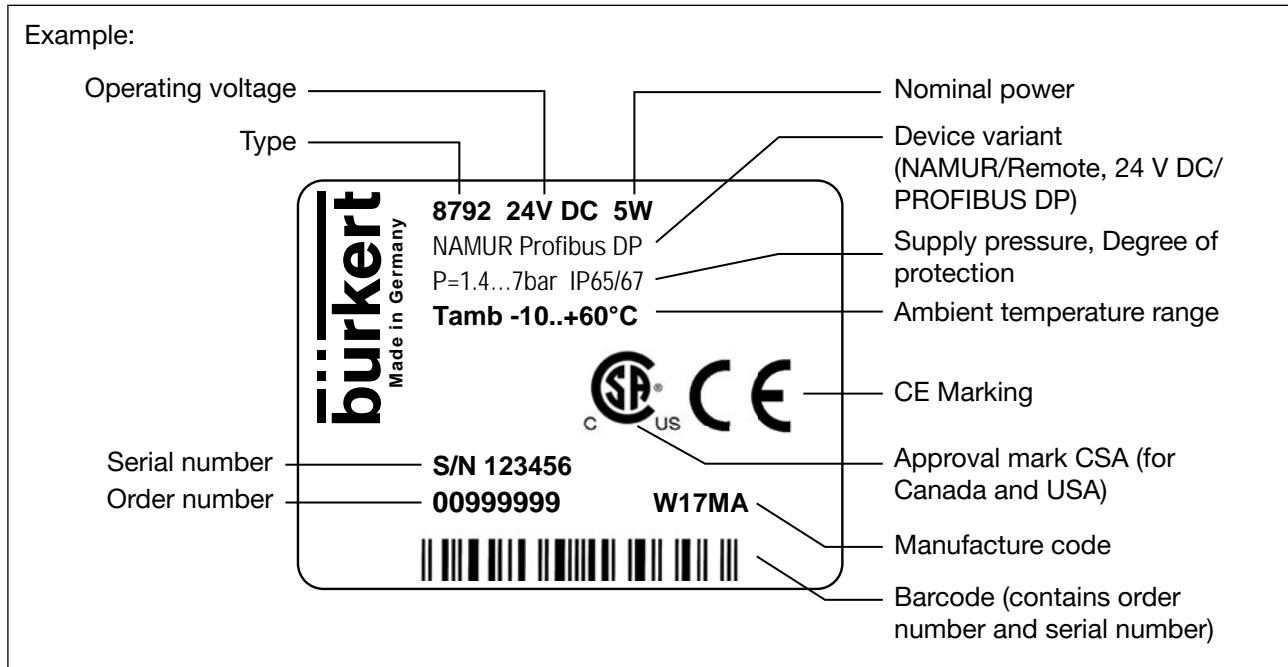 Example:
Operating voltage
Type
Nominal power
Device variant
(NAMUR/Remote, 24 V DC/
PROFIBUS DP)
Supply pressure, Degree of
protection
Ambient temperature range
CE Marking
Approval mark CSA (for
Canada and USA)
Manufacture code
Barcode (contains order
number and serial number)
Serial number
Order number
bürkert
Made in Germany
8792 24V DC 5W
NAMUR Profibus DP
P=1.4...7bar IP65/67
Tamb -10..+60°C
C SA ® US CE
S/N 123456
00999999 W17MA